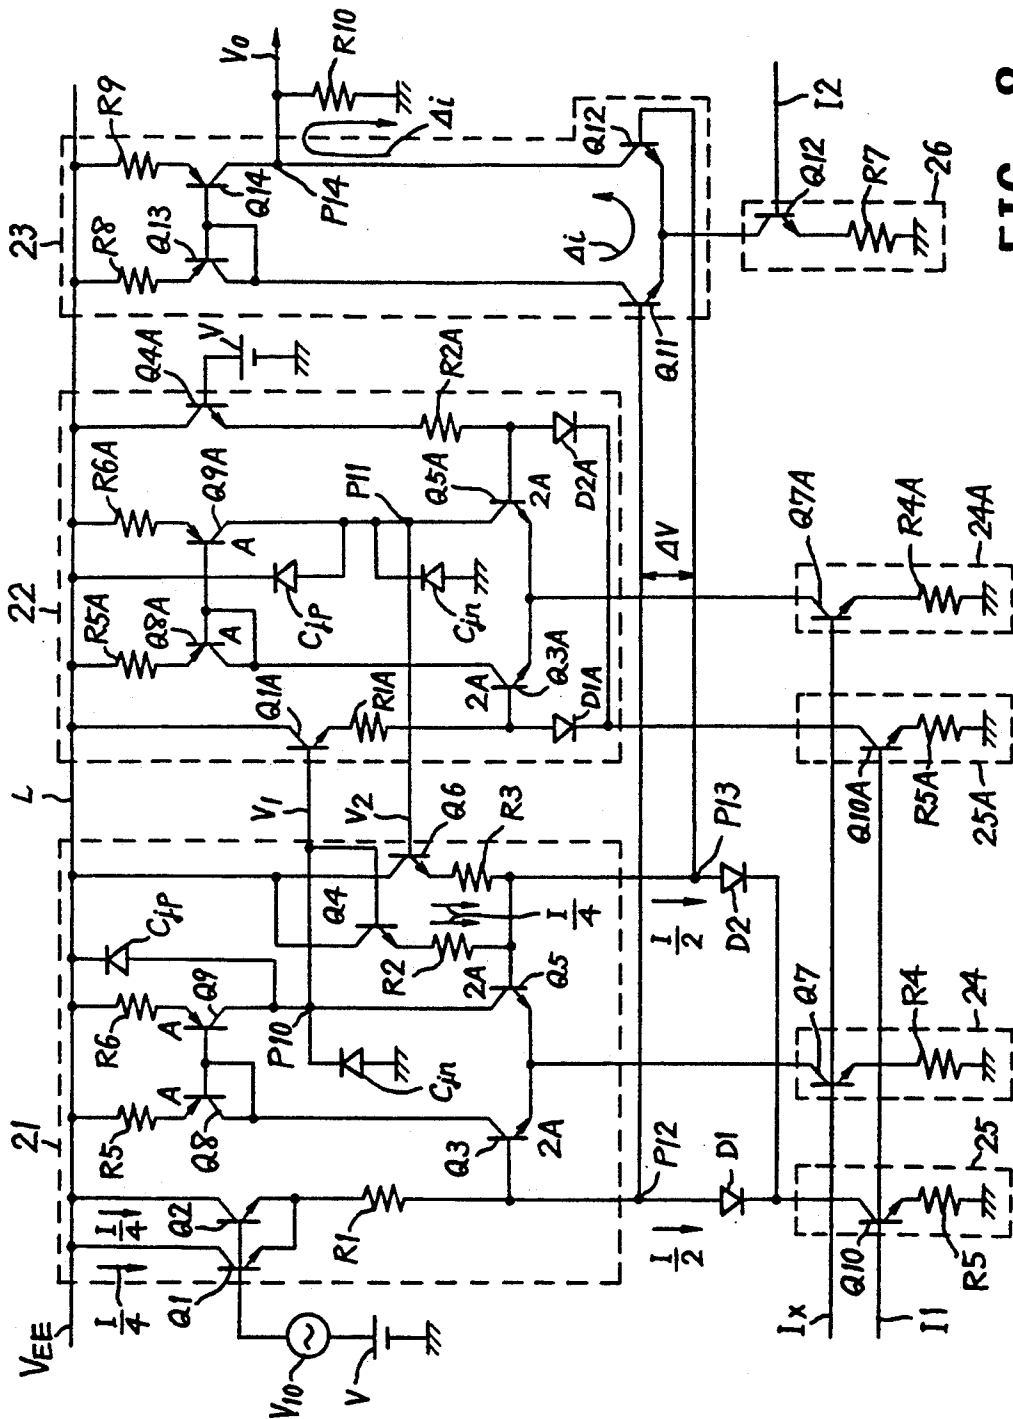 21
L
22
23
VEE
I/4
I/4
R5
R6
CjP
R5A
R6A
R8
R9
Q1
Q2
Q8
A
A
Q9
Q8A
A
A
Q9A
Q4A
Q13
Q14
V0
V10
V
P10
Q4
V1
Q1A
CjP
V
P14
R10
Cjn
R1
R2
I/4
V2
Q6
R3
R1A
Cjn
P11
R2A
Δi
Q3
2A
2A
Q5
2A
Q3A
Q5A
2A
D1A
D2A
Δi
Q11
Q12
P12
P13
ΔV
I/2
D1
I/2
D2
Q7
Q7A
Q12
I2
Ix
Q10
25
R4
24
Q10A
R4A
24A
R7
26
I1
R5
R5A
25A
FIG